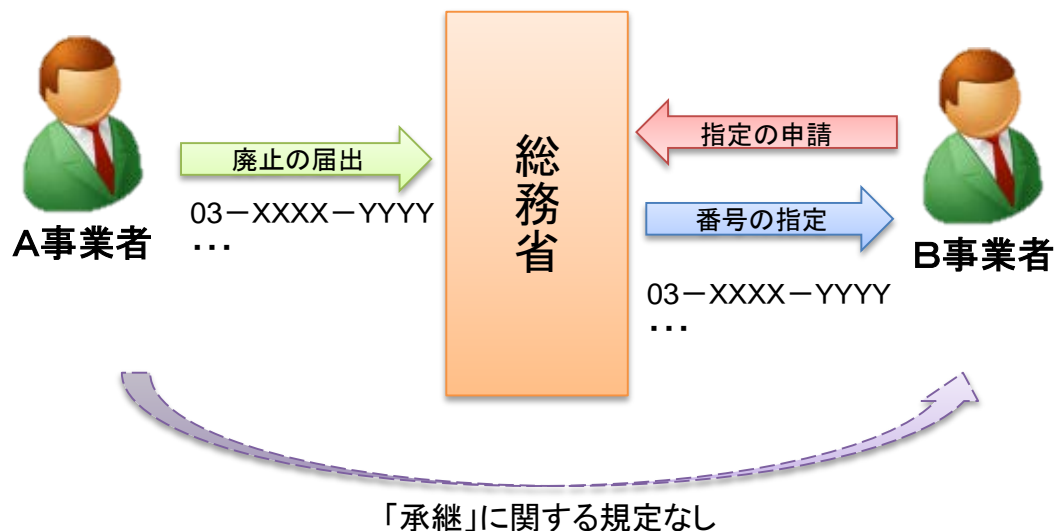 総務省
廃止の届出
指定の申請
03－XXXX－YYYY
・・・
番号の指定
A事業者
B事業者
03－XXXX－YYYY
・・・
「承継」に関する規定なし